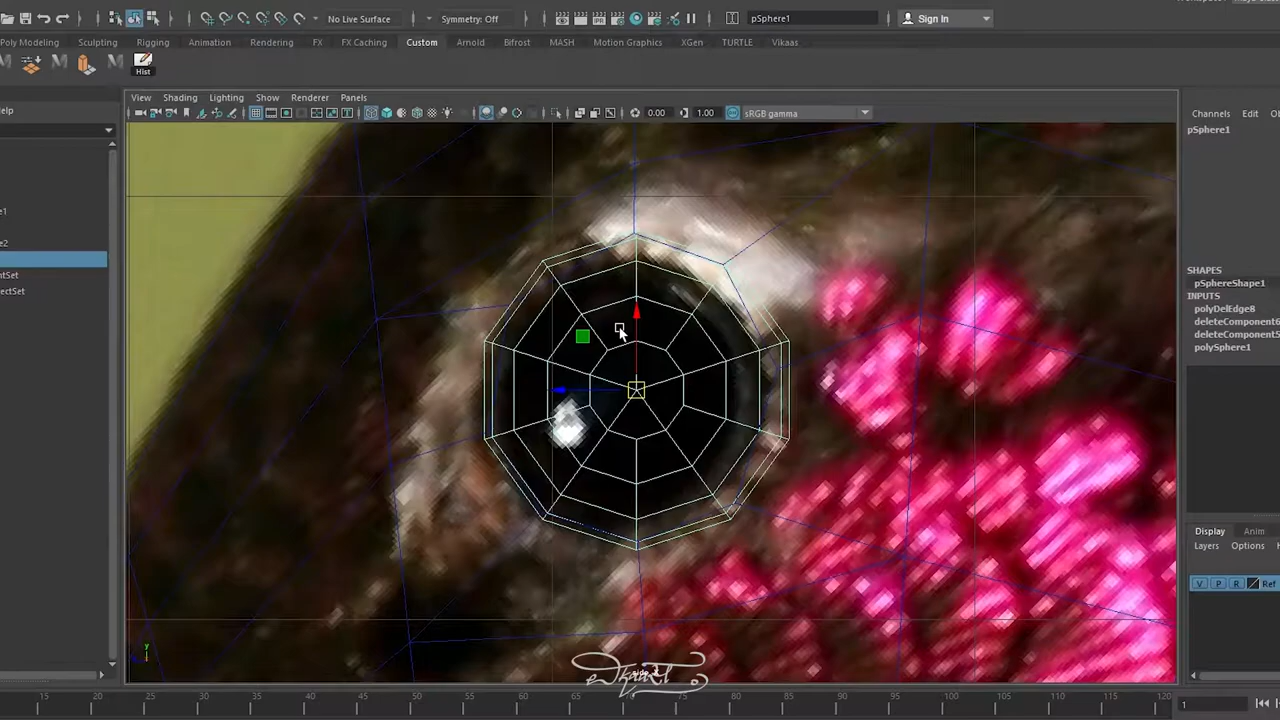 No Live Surface
Symmetry: Off
pSphere1
Sign In
Poly Modeling
Sculpting
Rigging
Animation
Rendering
FX
FX Caching
Custom
Arnold
Bifrost
MASH
Motion Graphics
XGen
TURTLE
Vikaas
Hist
View
Shading
Lighting
Show
Renderer
Panels
0.00
1.00
sRGB gamma
Channels
Edit
pSphere1
SHAPES
pSphereShape1
INPUTS
polyDelEdge8
deleteComponent
deleteComponent
polySphere1
Display
Anim
Layers
Options
V
P
R
Ref
y
15
20
25
30
35
40
45
50
55
60
65
70
75
80
85
90
95
100
105
110
115
120
1